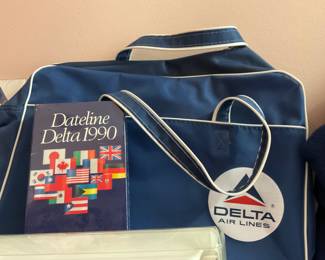 Dateline
Delta 1990
DELTA
AIR LINES